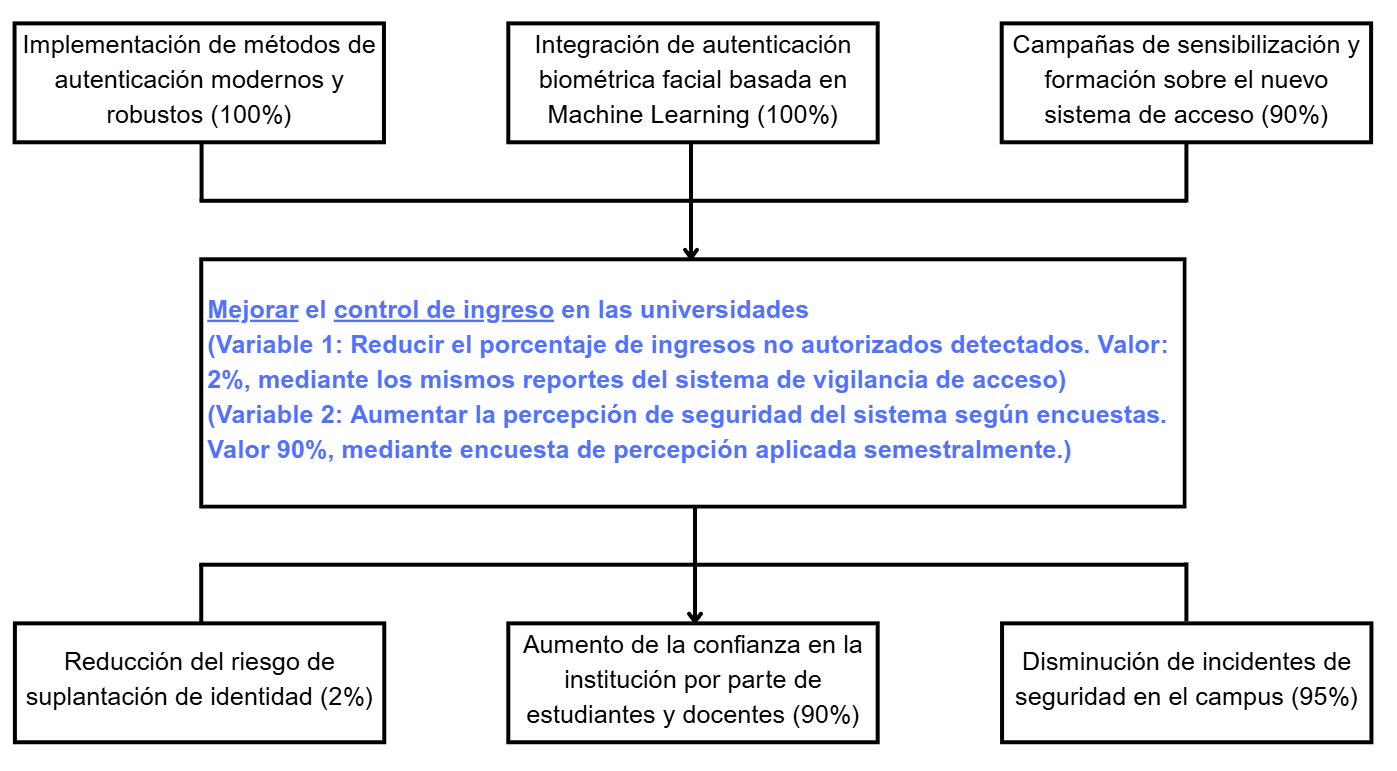 Implementación de métodos de
autenticación modernos y
robustos (100%)
Integración de autenticación
biométrica facial basada en
Machine Learning (100%)
Campañas de sensibilización y
formación sobre el nuevo
sistema de acceso (90%)
Mejorar el control de ingreso en las universidades
(Variable 1: Reducir el porcentaje de ingresos no autorizados detectados. Valor:
2%, mediante los mismos reportes del sistema de vigilancia de acceso)
(Variable 2: Aumentar la percepción de seguridad del sistema según encuestas.
Valor 90%, mediante encuesta de percepción aplicada semestralmente.)
Reducción del riesgo de
suplantación de identidad (2%)
Aumento de la confianza en la
institución por parte de
estudiantes y docentes (90%)
Disminución de incidentes de
seguridad en el campus (95%)